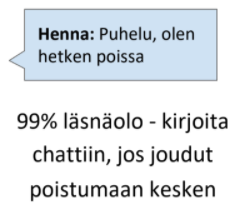 Henna: Puhelu, olen
hetken poissa
99% läsnäolo - kirjoita
chattiin, jos joudut
poistumaan kesken